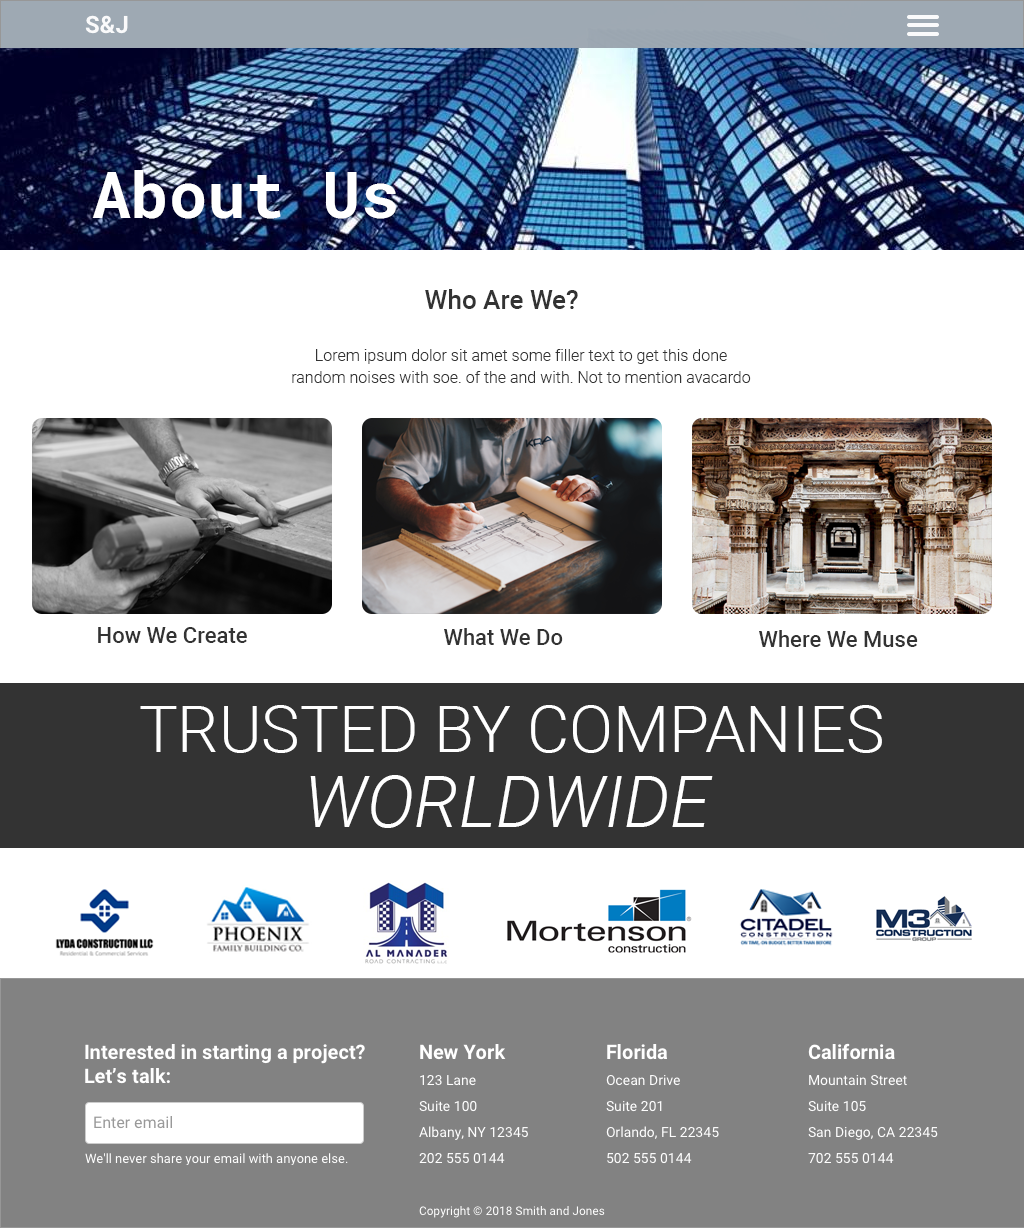 S&J
About Us
Who Are We?
Lorem ipsum dolor sit amet some filler text to get this done
random noises with soe. of the and with. Not to mention avacardo
KAA
How We Create
What We Do
Where We Muse
TRUSTED BY COMPANIES
WORLDWIDE
LYDA CONSTRUCTION LLC
Residential & Commercial Services
PHOENIX
FAMILY BUILDING CO.
AL MANADER
ROAD CONTRACTING L.L.C
Mortenson®
construction
CITADEL
CONSTRUCTION
ON TIME, ON BUDGET, BETTER THAN BEFORE
M3
CONSTRUCTION
GROUP
Interested in starting a project?
Let’s talk:
Enter email
We'll never share your email with anyone else.
New York
123 Lane
Suite 100
Albany, NY 12345
202 555 0144
Florida
Ocean Drive
Suite 201
Orlando, FL 22345
502 555 0144
California
Mountain Street
Suite 105
San Diego, CA 22345
702 555 0144
Copyright © 2018 Smith and Jones